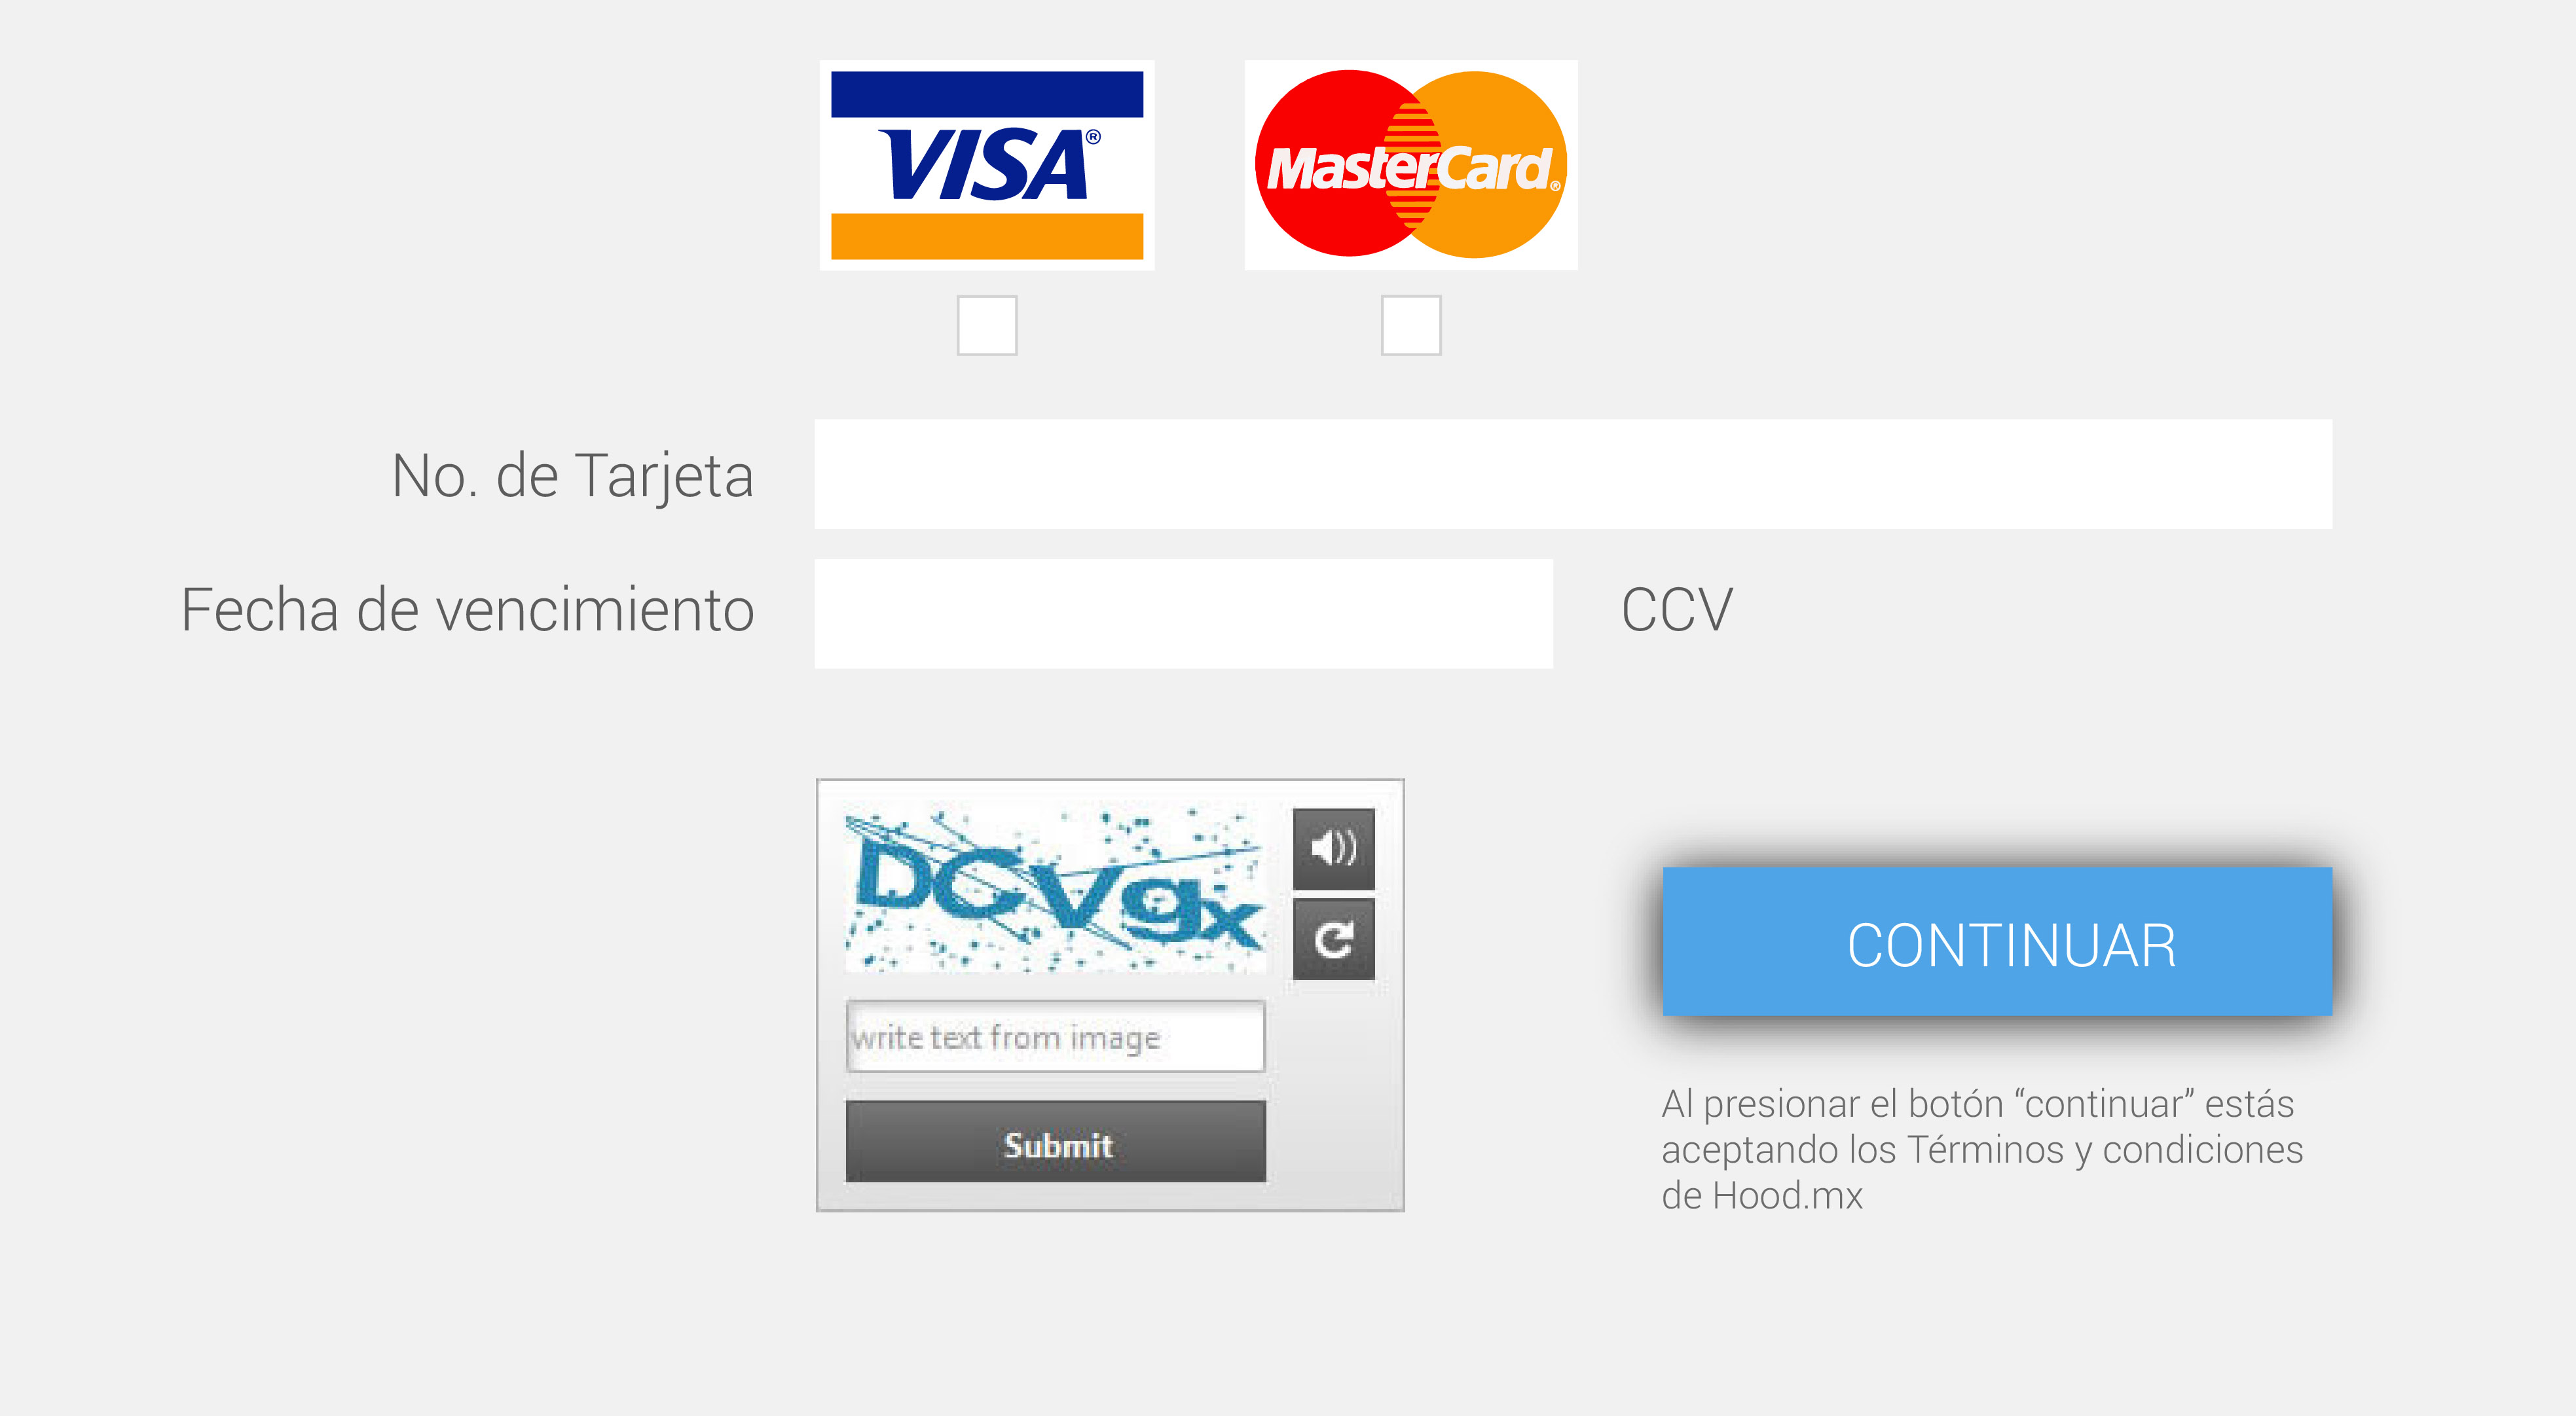 VISA®
MasterCard®
No. de Tarjeta
Fecha de vencimiento
CCV
DCVgx
write text from image
Submit
CONTINUAR
Al presionar el botón “continuar” estás
aceptando los Términos y condiciones
de Hood.mx